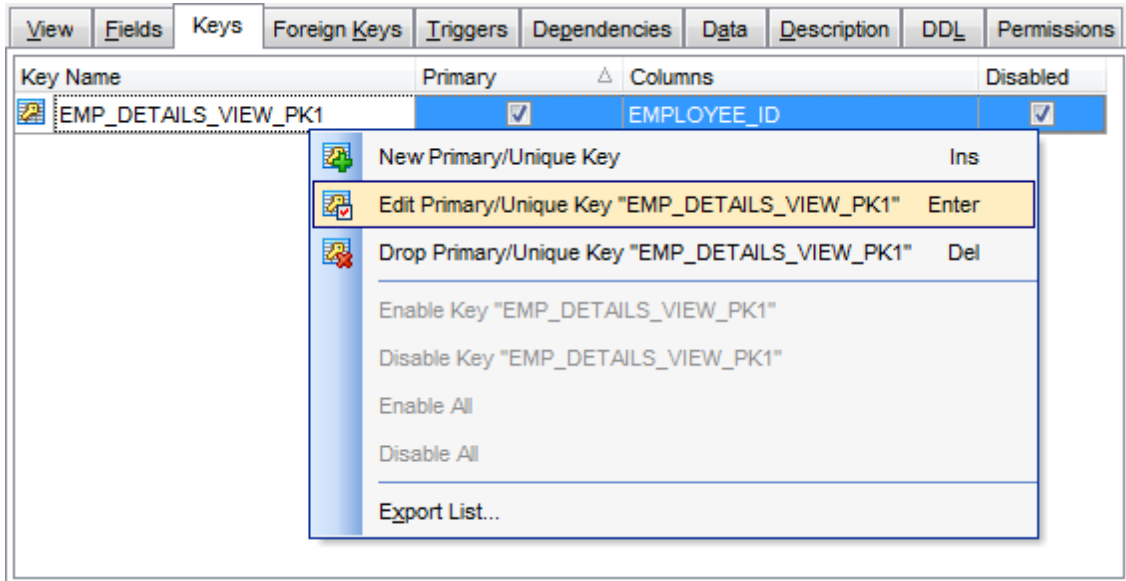 View Fields Keys Foreign Keys Triggers Dependencies Data Description DDL Permissions
Key Name Primary Columns Disabled
EMP_DETAILS_VIEW_PK1 EMPLOYEE_ID
New Primary/Unique Key Ins
Edit Primary/Unique Key "EMP_DETAILS_VIEW_PK1" Enter
Drop Primary/Unique Key "EMP_DETAILS_VIEW_PK1" Del
Enable Key "EMP_DETAILS_VIEW_PK1"
Disable Key "EMP_DETAILS_VIEW_PK1"
Enable All
Disable All
Export List...